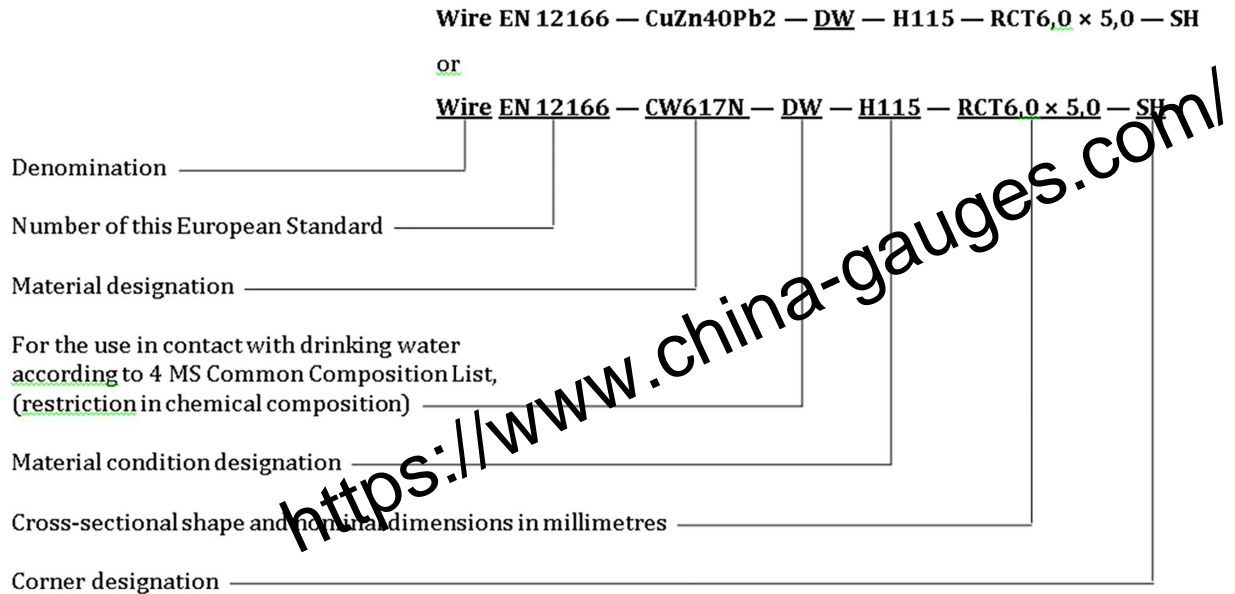 Wire EN 12166 — CuZn40Pb2 — DW — H115 — RCT6,0 × 5,0 — SH
or
Wire EN 12166 — CW617N — DW — H115 — RCT6,0 × 5,0 — SH
Denomination
Number of this European Standard
Material designation
For the use in contact with drinking water
according to 4 MS Common Composition List,
(restriction in chemical composition)
Material condition designation
Cross-sectional shape and nominal dimensions in millimetres
Corner designation
https://www.china-gauges.com/